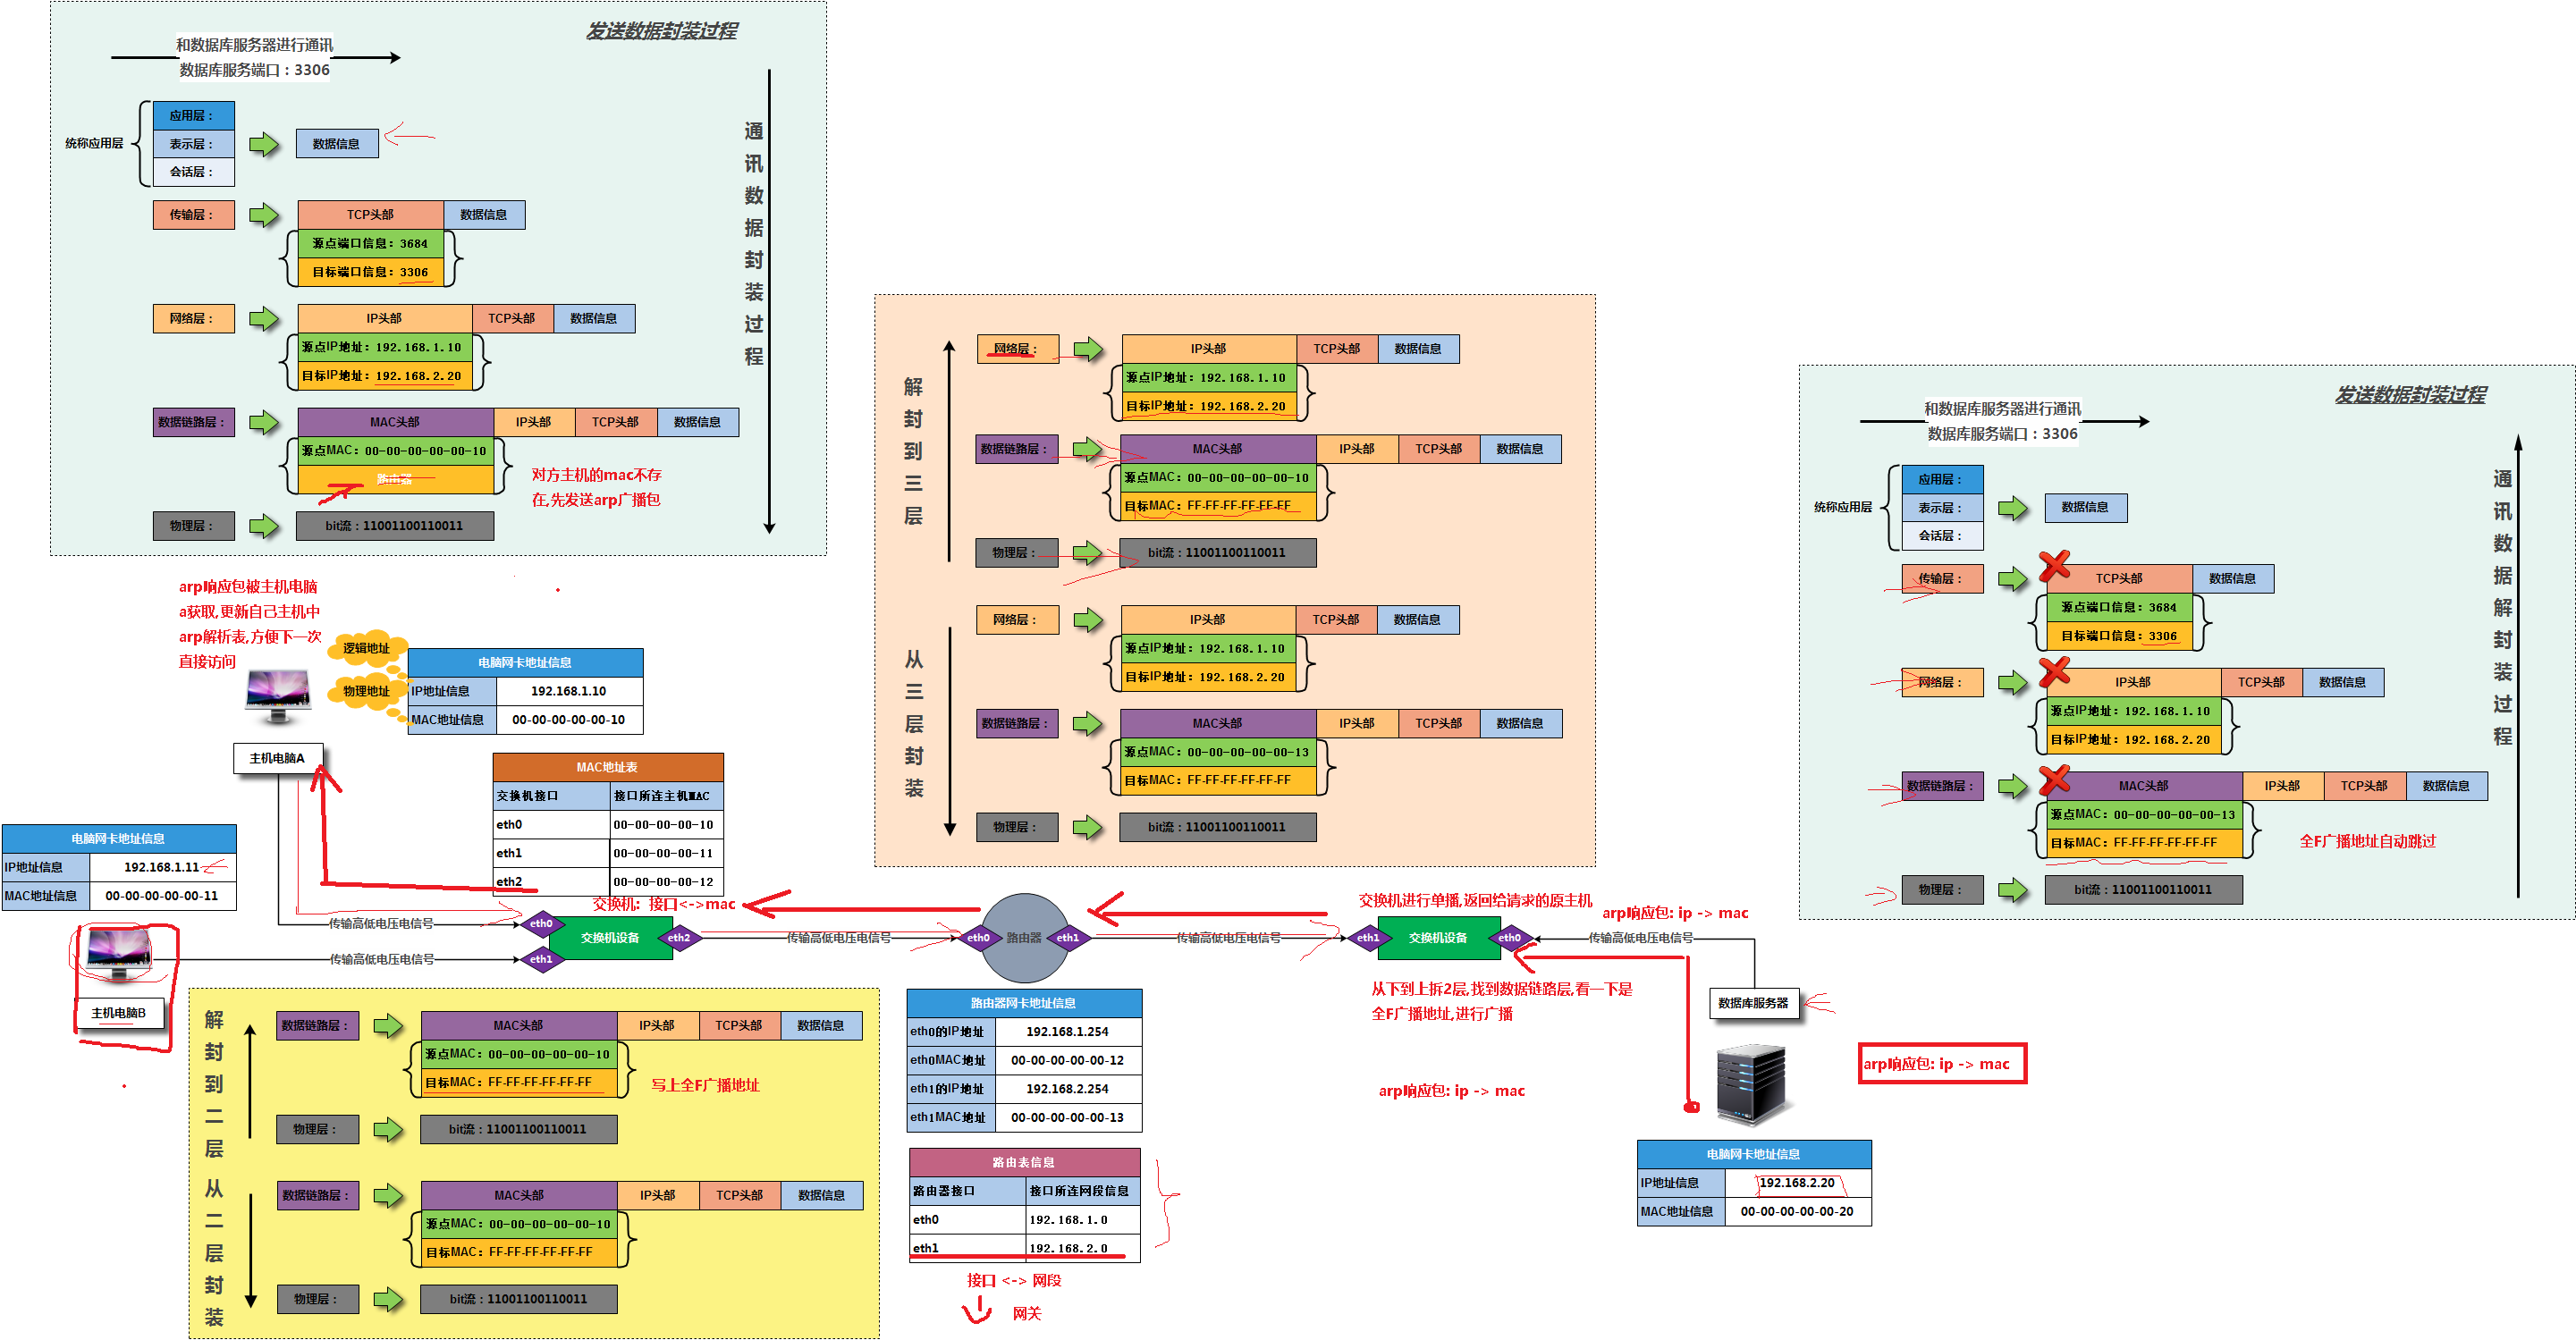 发送数据封装过程
和数据库服务器进行通讯
数据库服务端口：3306
统称应用层
应用层：
表示层：
会话层：
数据信息
传输层：
TCP头部 数据信息
源点端口信息：3684
目标端口信息：3306
网络层：
IP头部 TCP头部 数据信息
源点IP地址：192.168.1.10
目标IP地址：192.168.2.20
数据链路层：
MAC头部 IP头部 TCP头部 数据信息
源点MAC：00-00-00-00-00-10
路由器
对方主机的mac不存
在,先发送arp广播包
物理层：
bit流：11001100110011
通讯数据封装过程
arp响应包被主机电脑
a获取,更新自己主机中
arp解析表,方便下一次
直接访问
逻辑地址
物理地址
电脑网卡地址信息
IP地址信息 192.168.1.10
MAC地址信息 00-00-00-00-00-10
主机电脑A
电脑网卡地址信息
IP地址信息 192.168.1.11
MAC地址信息 00-00-00-00-00-11
主机电脑B
MAC地址表
交换机接口 接口所连主机MAC
eth0 00-00-00-00-10
eth1 00-00-00-00-11
eth2 00-00-00-00-12
交换机: 接口<->mac
传输高低电压电信号
传输高低电压电信号
eth0
eth1
交换机设备
eth2
传输高低电压电信号
eth0
路由器
eth1
传输高低电压电信号
eth1
交换机设备
eth0
传输高低电压电信号
解封到三层
网络层：
IP头部 TCP头部 数据信息
源点IP地址：192.168.1.10
目标IP地址：192.168.2.20
数据链路层：
MAC头部 IP头部 TCP头部 数据信息
源点MAC：00-00-00-00-00-10
目标MAC：FF-FF-FF-FF-FF-FF
物理层：
bit流：11001100110011
从三层封装
网络层：
IP头部 TCP头部 数据信息
源点IP地址：192.168.1.10
目标IP地址：192.168.2.20
数据链路层：
MAC头部 IP头部 TCP头部 数据信息
源点MAC：00-00-00-00-00-13
目标MAC：FF-FF-FF-FF-FF-FF
物理层：
bit流：11001100110011
发送数据封装过程
和数据库服务器进行通讯
数据库服务端口：3306
统称应用层
应用层：
表示层：
会话层：
数据信息
传输层：
TCP头部 数据信息
源点端口信息：3684
目标端口信息：3306
网络层：
IP头部 TCP头部 数据信息
源点IP地址：192.168.1.10
目标IP地址：192.168.2.20
数据链路层：
MAC头部 IP头部 TCP头部 数据信息
源点MAC：00-00-00-00-00-13
目标MAC：FF-FF-FF-FF-FF-FF
全F广播地址自动跳过
物理层：
bit流：11001100110011
通讯数据解封装过程
交换机进行单播,返回给请求的原主机
arp响应包: ip -> mac
从下到上拆2层,找到数据链路层,看一下是
全F广播地址,进行广播
arp响应包: ip -> mac
数据库服务器
arp响应包: ip -> mac
电脑网卡地址信息
IP地址信息 192.168.2.20
MAC地址信息 00-00-00-00-00-20
解封到二层
数据链路层：
MAC头部 IP头部 TCP头部 数据信息
源点MAC：00-00-00-00-00-10
目标MAC：FF-FF-FF-FF-FF-FF
写上全F广播地址
物理层：
bit流：11001100110011
从二层封装
数据链路层：
MAC头部 IP头部 TCP头部 数据信息
源点MAC：00-00-00-00-00-10
目标MAC：FF-FF-FF-FF-FF-FF
物理层：
bit流：11001100110011
路由器网卡地址信息
eth0的IP地址 192.168.1.254
eth0MAC地址 00-00-00-00-00-12
eth1的IP地址 192.168.2.254
eth1MAC地址 00-00-00-00-00-13
路由表信息
路由器接口 接口所连网段信息
eth0 192.168.1.0
eth1 192.168.2.0
接口 <-> 网段
网关